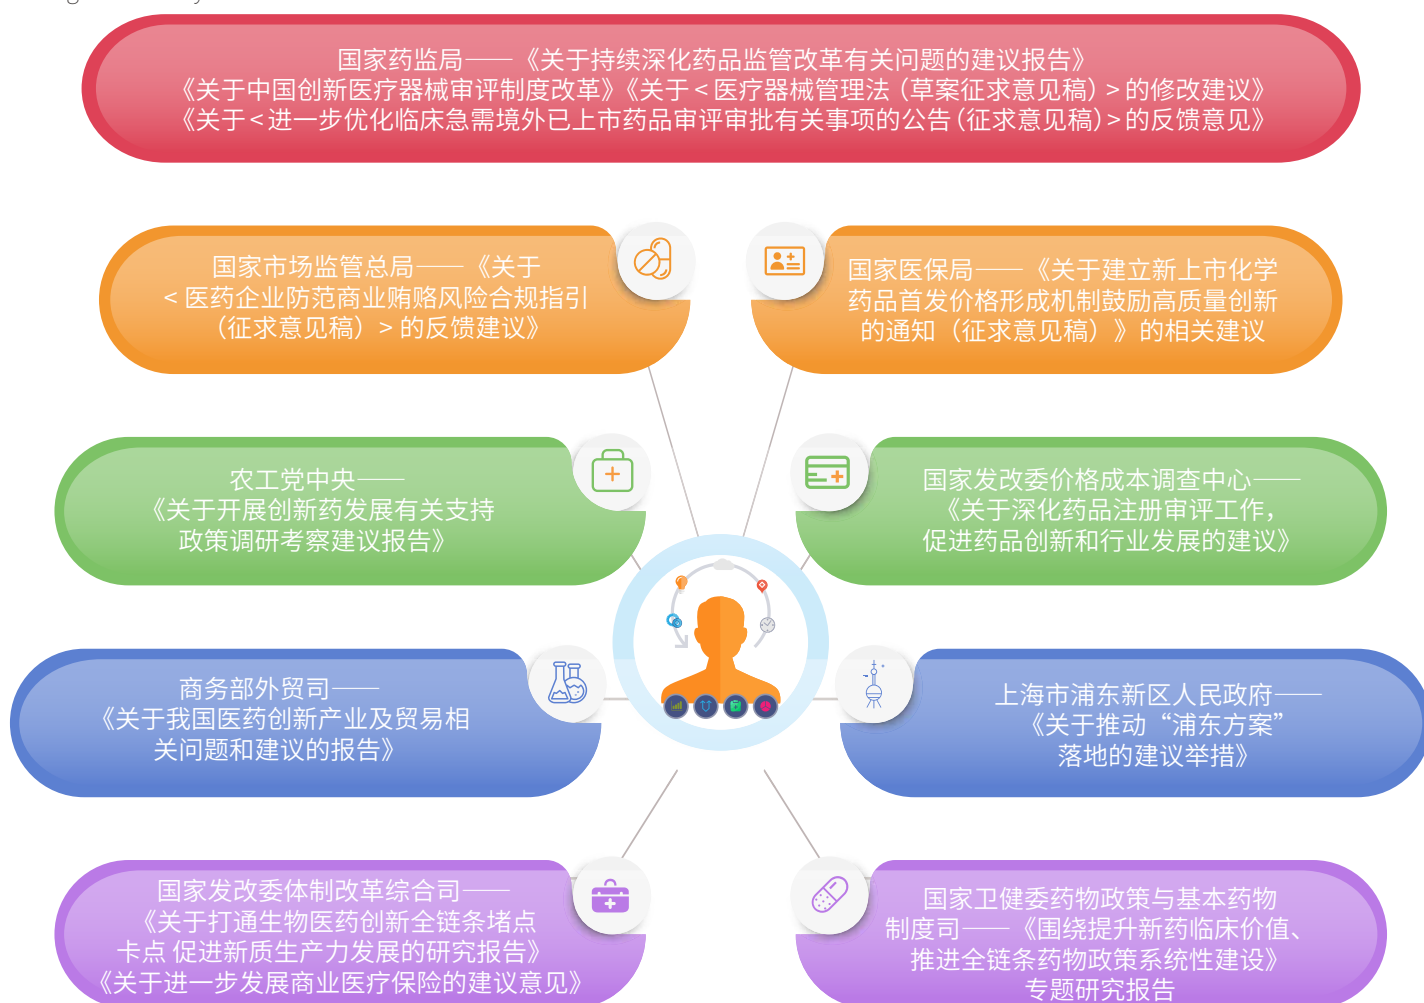 国家药监局——《关于持续深化药品监管改革有关问题的建议报告》
《关于中国创新医疗器械审评制度改革》《关于<医疗器械管理法（草案征求意见稿）>的修改建议》
《关于<进一步优化临床急需境外已上市药品审评审批有关事项的公告（征求意见稿）>的反馈意见》
国家市场监管总局——《关于
<医药企业防范商业贿赂风险合规指引
（征求意见稿）>的反馈建议》
国家医保局——《关于建立新上市化学
药品首发价格形成机制鼓励高质量创新
的通知（征求意见稿）》的相关建议
农工党中央——
《关于开展创新药发展有关支持
政策调研考察建议报告》
国家发改委价格成本调查中心——
《关于深化药品注册审评工作，
促进药品创新和行业发展的建议》
商务部外贸司——
《关于我国医药创新产业及贸易相
关问题和建议的报告》
上海市浦东新区人民政府——
《关于推动“浦东方案”
落地的建议举措》
国家发改委体制改革综合司——
《关于打通生物医药创新全链条堵点
卡点 促进新质生产力发展的研究报告》
《关于进一步发展商业医疗保险的建议意见》
国家卫健委药物政策与基本药物
制度司——《围绕提升新药临床价值、
推进全链条药物政策系统性建设》
专题研究报告